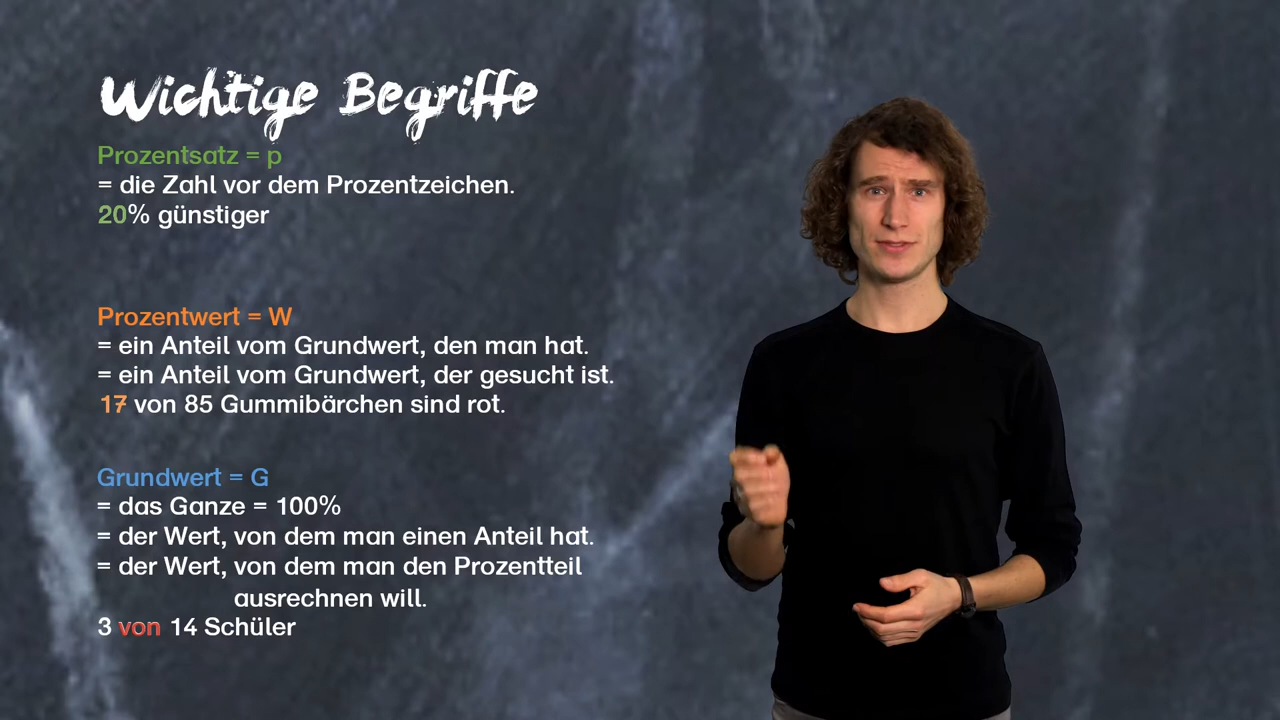 Wichtige Begriffe
Prozentsatz = p
= die Zahl vor dem Prozentzeichen.
20% günstiger
Prozentwert = W
= ein Anteil vom Grundwert, den man hat.
= ein Anteil vom Grundwert, der gesucht ist.
17 von 85 Gummibärchen sind rot.
Grundwert = G
= das Ganze = 100%
= der Wert, von dem man einen Anteil hat.
= der Wert, von dem man den Prozentteil
ausrechnen will.
3 von 14 Schüler